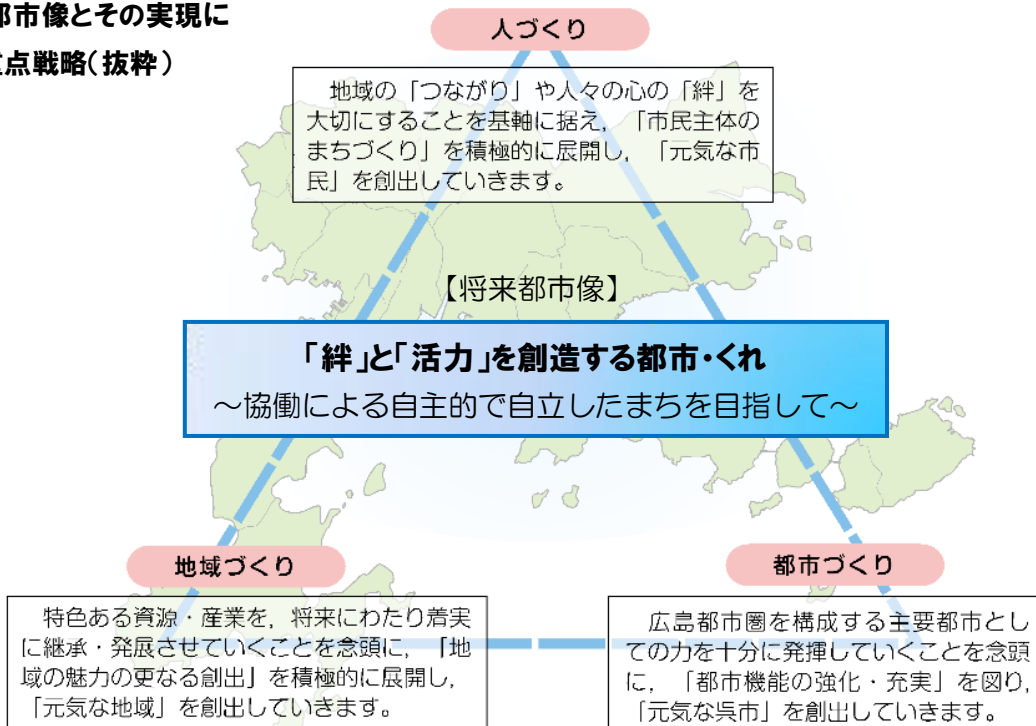 都市像とその実現に
点戦略(抜粋)
人づくり
地域の「つながり」や人々の心の「絆」を
大切にすることを基軸に据え,「市民主体の
まちづくり」を積極的に展開し,「元気な市
民」を創出していきます。
【将来都市像】
「絆」と「活力」を創造する都市・くれ
～協働による自主的で自立したまちを目指して～
地域づくり
特色ある資源・産業を,将来にわたり着実
に継承・発展させていくことを念頭に,「地
域の魅力の更なる創出」を積極的に展開し,
「元気な地域」を創出していきます。
都市づくり
広島都市圏を構成する主要都市とし
ての力を十分に発揮していくことを念頭
に,「都市機能の強化・充実」を図り,
「元気な呉市」を創出していきます。